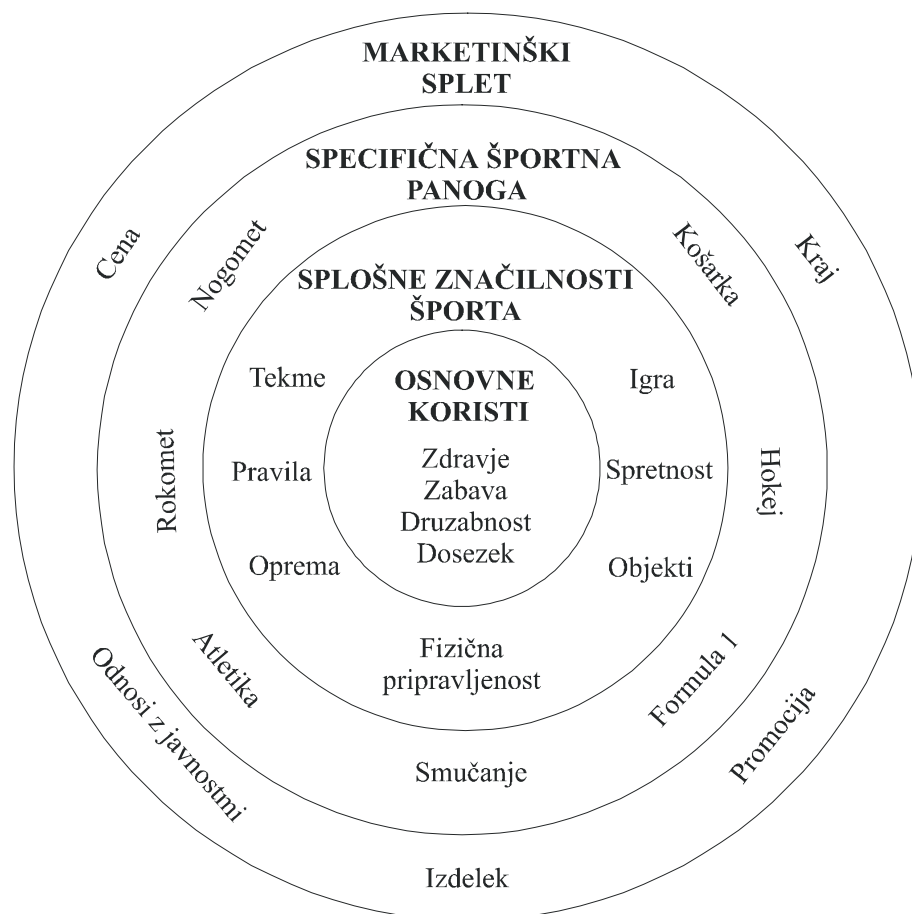 MARKETINŠKI
SPLET
SPECIFIČNA ŠPORTNA
PANOGA
Cena
Nogomet
Košarka
Kraj
SPLOŠNE ZNAČILNOSTI
ŠPORTA
Tekme
OSNOVNE
KORISTI
Igra
Rokomet
Pravila
Zdravje
Zabava
Druzabnost
Dosezek
Spretnost
Hokej
Oprema
Objekti
Atletika
Fizična
pripravljenost
Formula 1
Odnosi z javnostmi
Smučanje
Promocija
Izdelek